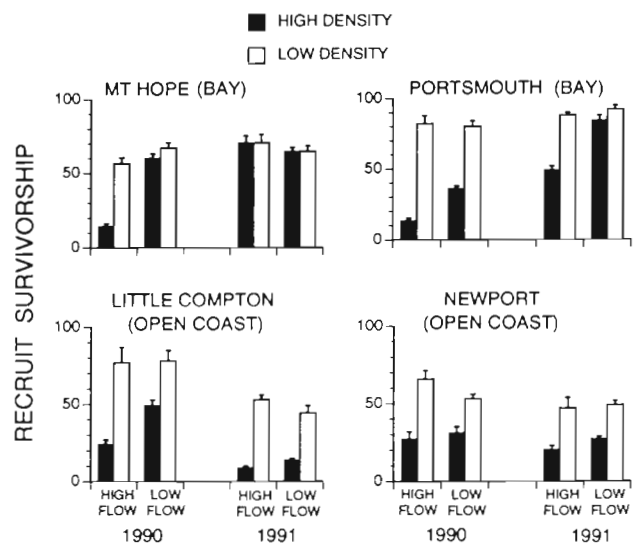 HIGH DENSITY
LOW DENSITY
MT HOPE (BAY)
PORTSMOUTH (BAY)
100
50
0
100
50
0
RECRUIT SURVIVORSHIP
LITTLE COMPTON
(OPEN COAST)
NEWPORT
(OPEN COAST)
100
50
0
100
50
0
HIGH FLOW
LOW FLOW
HIGH FLOW
LOW FLOW
HIGH FLOW
LOW FLOW
HIGH FLOW
LOW FLOW
1990
1991
1990
1991